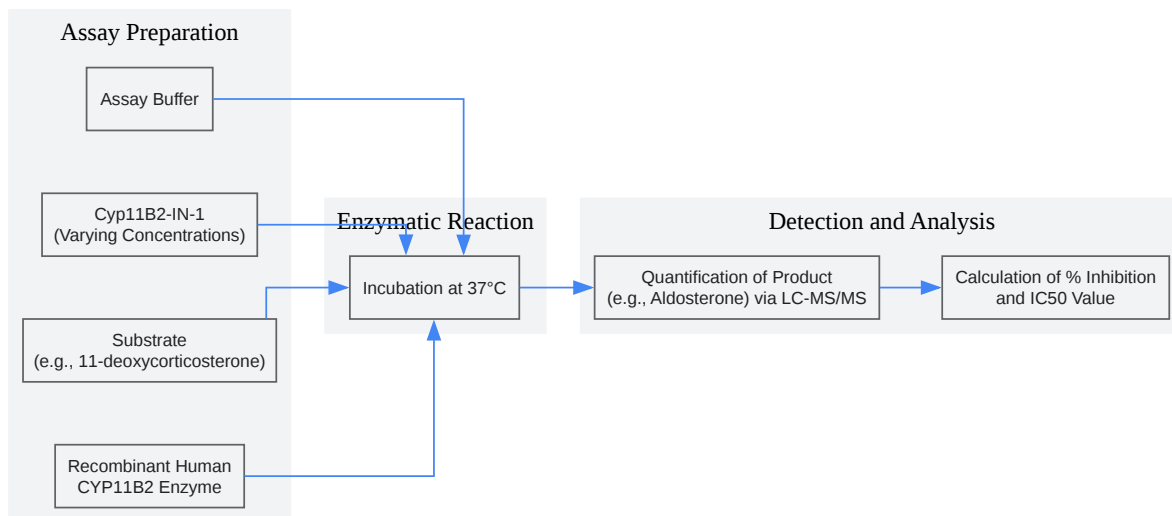 Assay Preparation
Assay Buffer
Cyp11B2-IN-1
(Varying Concentrations)
Substrate
(e.g., 11-deoxycorticosterone)
Recombinant Human
CYP11B2 Enzyme
Enzymatic Reaction
Incubation at 37°C
Detection and Analysis
Quantification of Product
(e.g., Aldosterone) via LC-MS/MS
Calculation of % Inhibition
and IC50 Value